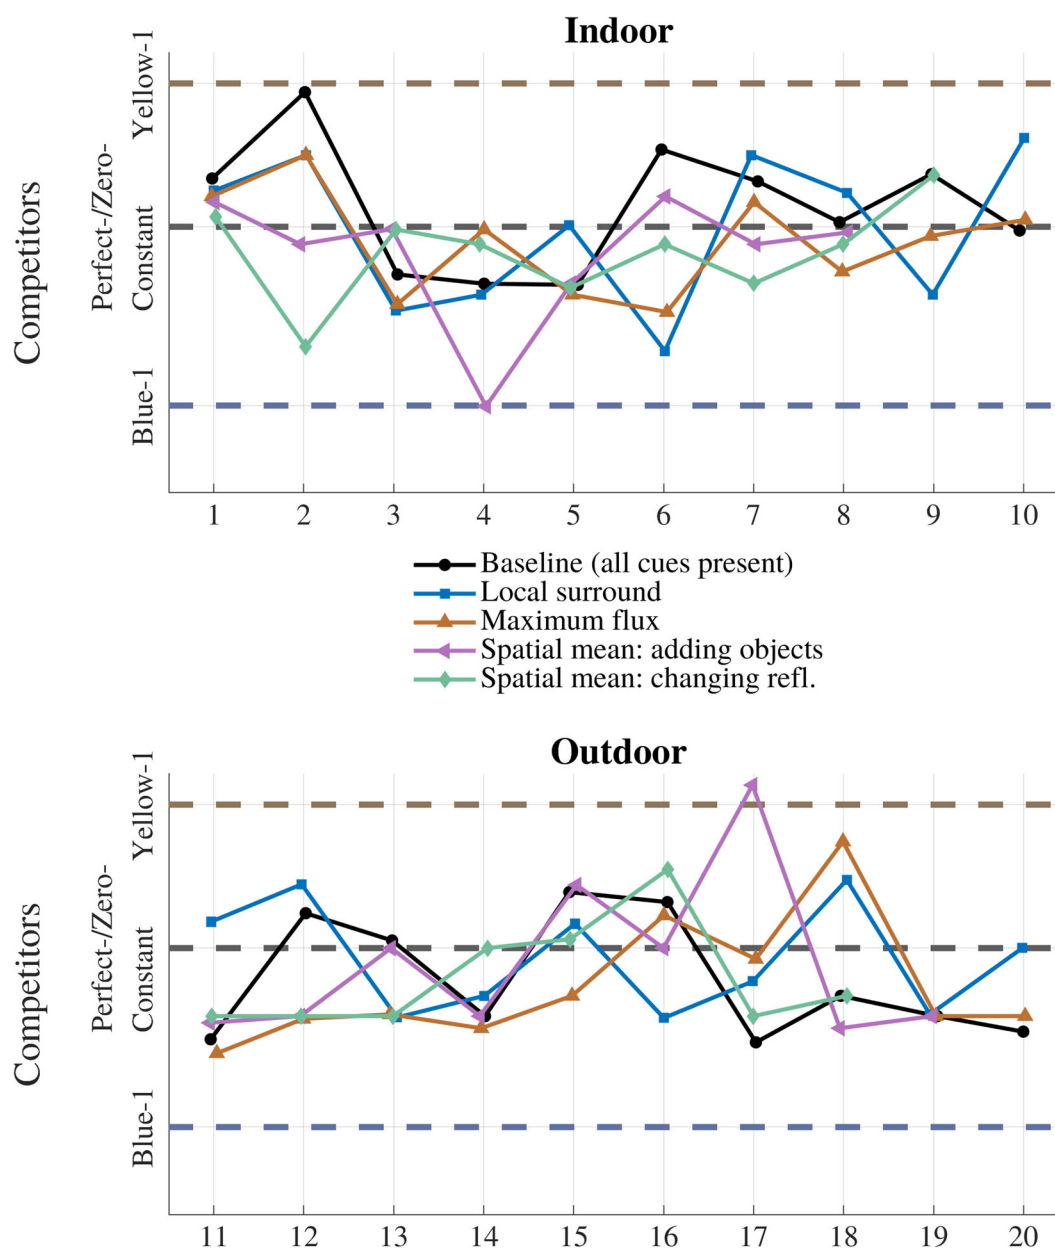 Indoor
Competitors
Yellow-1
Perfect-/Zero-
Constant
Blue-1
1 2 3 4 5 6 7 8 9 10
Baseline (all cues present)
Local surround
Maximum flux
Spatial mean: adding objects
Spatial mean: changing refl.
Outdoor
Competitors
Yellow-1
Perfect-/Zero-
Constant
Blue-1
11 12 13 14 15 16 17 18 19 20